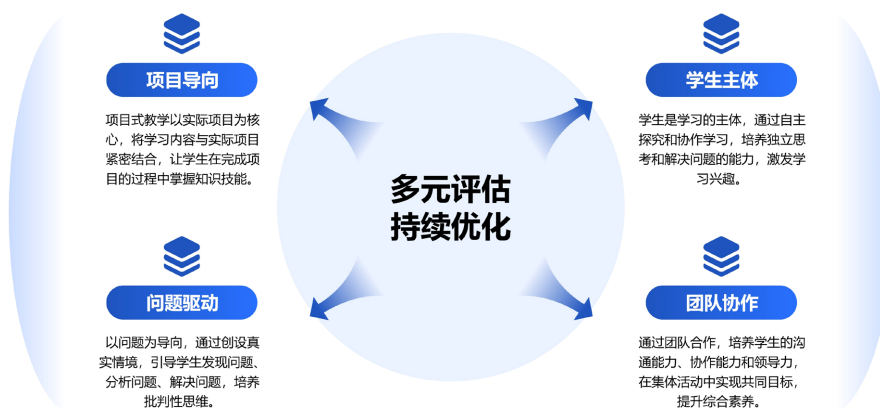 项目导向
项目式教学以实际项目为核
心，将学习内容与实际项目
紧密结合，让学生在完成项
目的过程中掌握知识技能。
学生主体
学生是学习的主体，通过自主
探究和协作学习，培养独立思
考和解决问题的能力，激发学
习兴趣。
多元评估
持续优化
问题驱动
以问题为导向，通过创设真
实情境，引导学生发现问题、
分析问题、解决问题，培养
批判性思维。
团队协作
通过团队合作，培养学生的沟
通能力、协作能力和领导力，
在集体活动中实现共同目标，
提升综合素养。